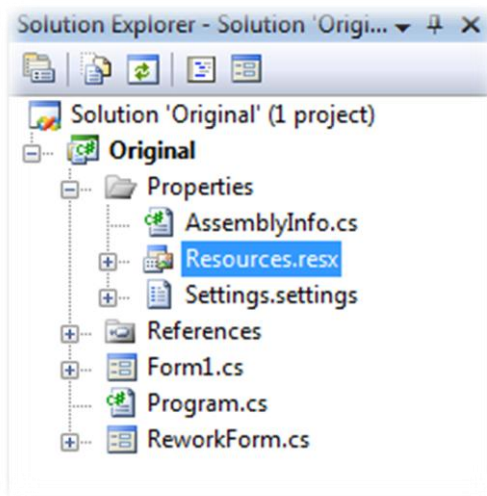 Solution Explorer - Solution 'Origi...
Solution 'Original' (1 project)
Original
Properties
AssemblyInfo.cs
Resources.resx
Settings.settings
References
Form1.cs
Program.cs
ReworkForm.cs